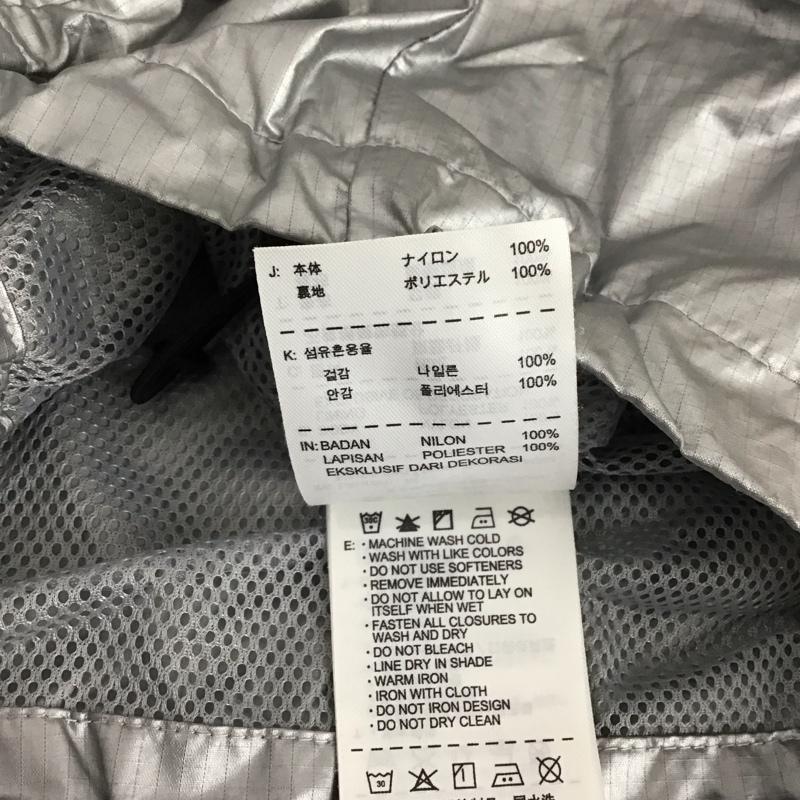 J: 本体 ナイロン 100%
裏地 ポリエステル 100%
K: 섬유혼용율
겉감 나일론 100%
안감 폴리에스터 100%
IN: BADAN NILON 100%
LAPISAN POLIESTER 100%
EKSKLUSIF DARI DEKORASI
30C
E: · MACHINE WASH COLD
· WASH WITH LIKE COLORS
· DO NOT USE SOFTENERS
· REMOVE IMMEDIATELY
· DO NOT ALLOW TO LAY ON
ITSELF WHEN WET
· FASTEN ALL CLOSURES TO
WASH AND DRY
· DO NOT BLEACH
· LINE DRY IN SHADE
· WARM IRON
· IRON WITH CLOTH
· DO NOT IRON DESIGN
· DO NOT DRY CLEAN
30